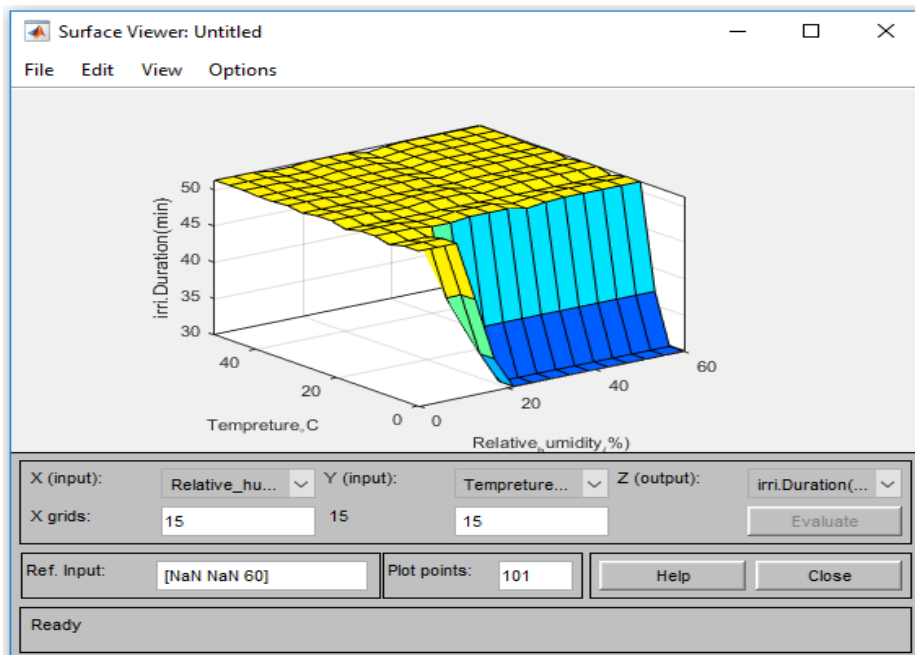 Surface Viewer: Untitled
File Edit View Options
50
45
40
35
30
irri.Duration(min)
40
20
0
Tempreture,C
0
20
40
60
Relative,umidity,%)
X (input): Relative_hu... Y (input): Tempreture... Z (output): irri.Duration(...
X grids: 15 15 15 Evaluate
Ref. Input: [NaN NaN 60] Plot points: 101 Help Close
Ready